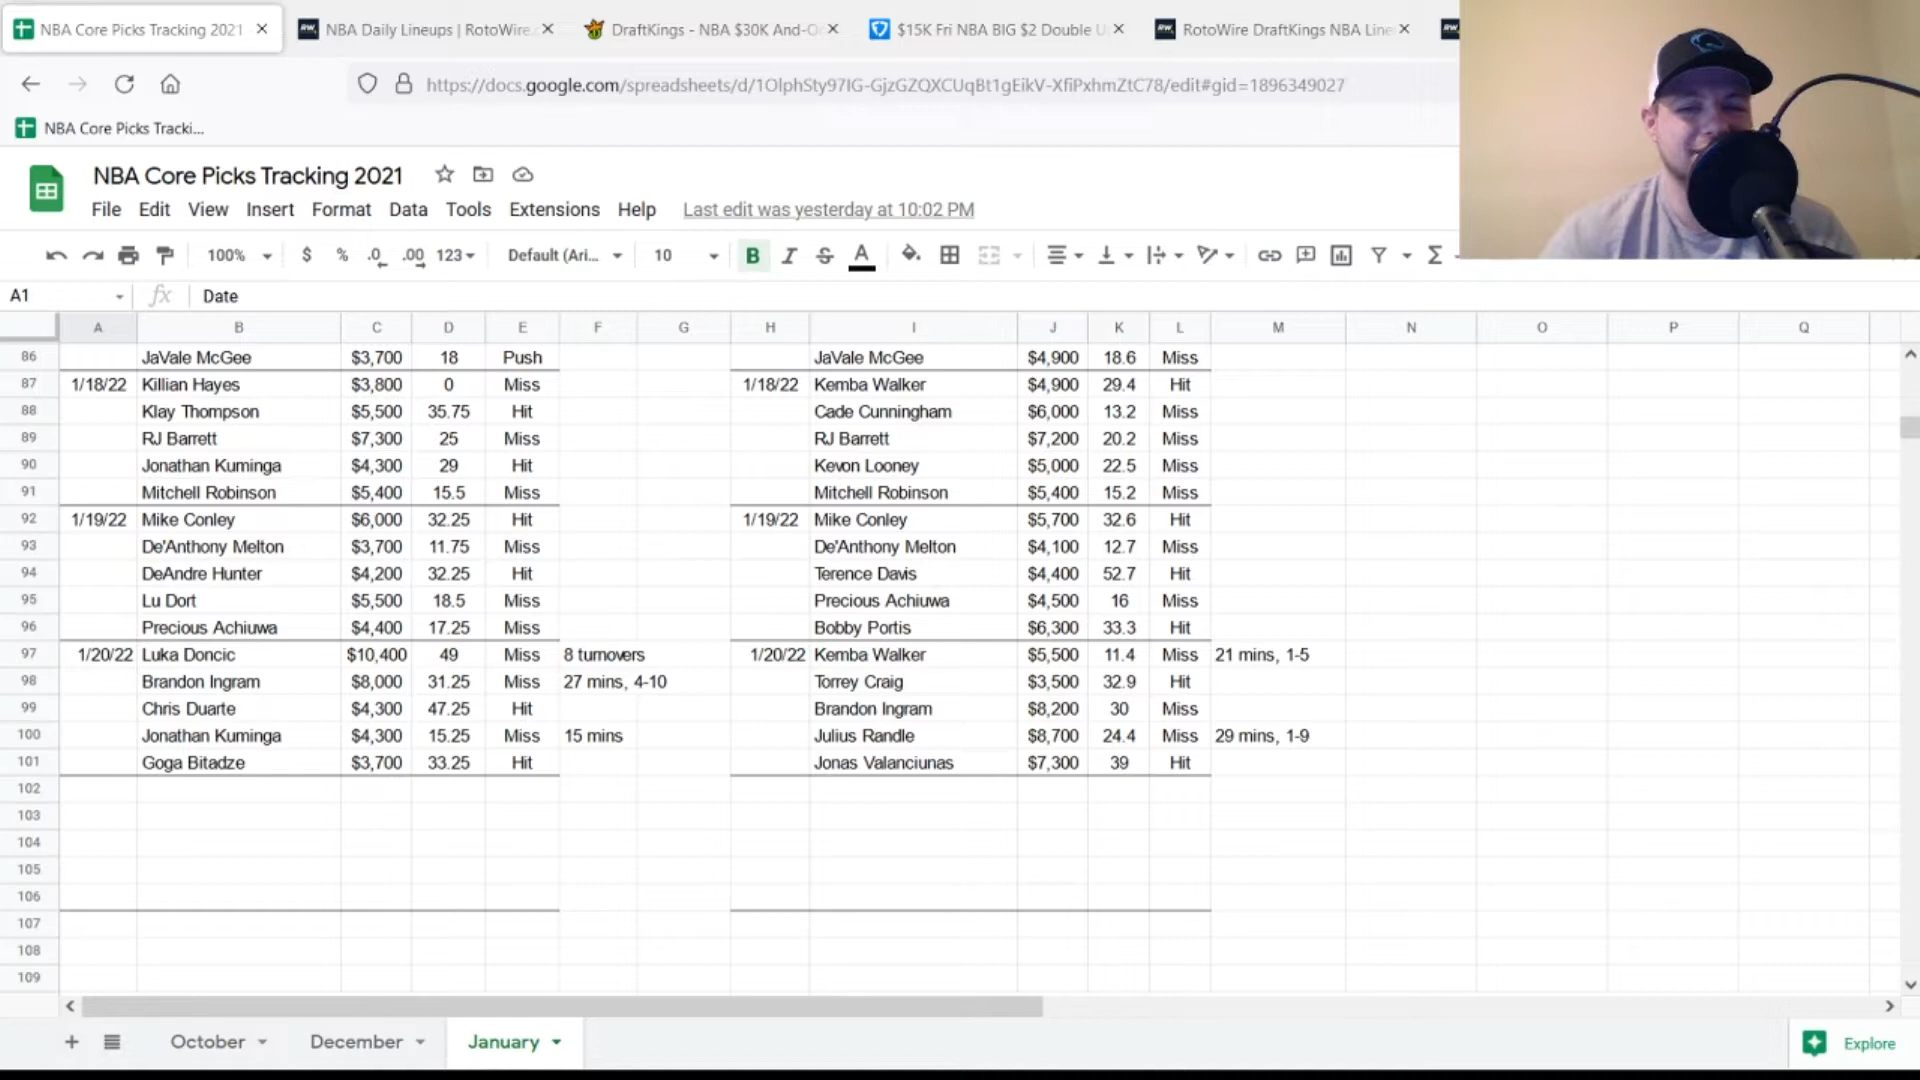 NBA Core Picks Tracking 2021
NBA Daily Lineups | RotoWire.
DraftKings - NBA $30K And-O
$15K Fri NBA BIG $2 Double U
RotoWire DraftKings NBA Line
https://docs.google.com/spreadsheets/d/1OlphSty97IG-GjzGZQXCUqBt1gEikV-XfiPxhmZtC78/edit#gid=1896349027
NBA Core Picks Tracki...
NBA Core Picks Tracking 2021
File Edit View Insert Format Data Tools Extensions Help Last edit was yesterday at 10:02 PM
100% $ % .0 .00 123 Default (Ari... 10 B I S A Σ
A1 fx Date
A B C D E F G H I J K L M N O P Q
86 JaVale McGee $3,700 18 Push JaVale McGee $4,900 18.6 Miss
87 1/18/22 Killian Hayes $3,800 0 Miss 1/18/22 Kemba Walker $4,900 29.4 Hit
88 Klay Thompson $5,500 35.75 Hit Cade Cunningham $6,000 13.2 Miss
89 RJ Barrett $7,300 25 Miss RJ Barrett $7,200 20.2 Miss
90 Jonathan Kuminga $4,300 29 Hit Kevon Looney $5,000 22.5 Miss
91 Mitchell Robinson $5,400 15.5 Miss Mitchell Robinson $5,400 15.2 Miss
92 1/19/22 Mike Conley $6,000 32.25 Hit 1/19/22 Mike Conley $5,700 32.6 Hit
93 De'Anthony Melton $3,700 11.75 Miss De'Anthony Melton $4,100 12.7 Miss
94 DeAndre Hunter $4,200 32.25 Hit Terence Davis $4,400 52.7 Hit
95 Lu Dort $5,500 18.5 Miss Precious Achiuwa $4,500 16 Miss
96 Precious Achiuwa $4,400 17.25 Miss Bobby Portis $6,300 33.3 Hit
97 1/20/22 Luka Doncic $10,400 49 Miss 8 turnovers 1/20/22 Kemba Walker $5,500 11.4 Miss 21 mins, 1-5
98 Brandon Ingram $8,000 31.25 Miss 27 mins, 4-10 Torrey Craig $3,500 32.9 Hit
99 Chris Duarte $4,300 47.25 Hit Brandon Ingram $8,200 30 Miss
100 Jonathan Kuminga $4,300 15.25 Miss 15 mins Julius Randle $8,700 24.4 Miss 29 mins, 1-9
101 Goga Bitadze $3,700 33.25 Hit Jonas Valanciunas $7,300 39 Hit
102
103
104
105
106
107
108
109
October December January Explore